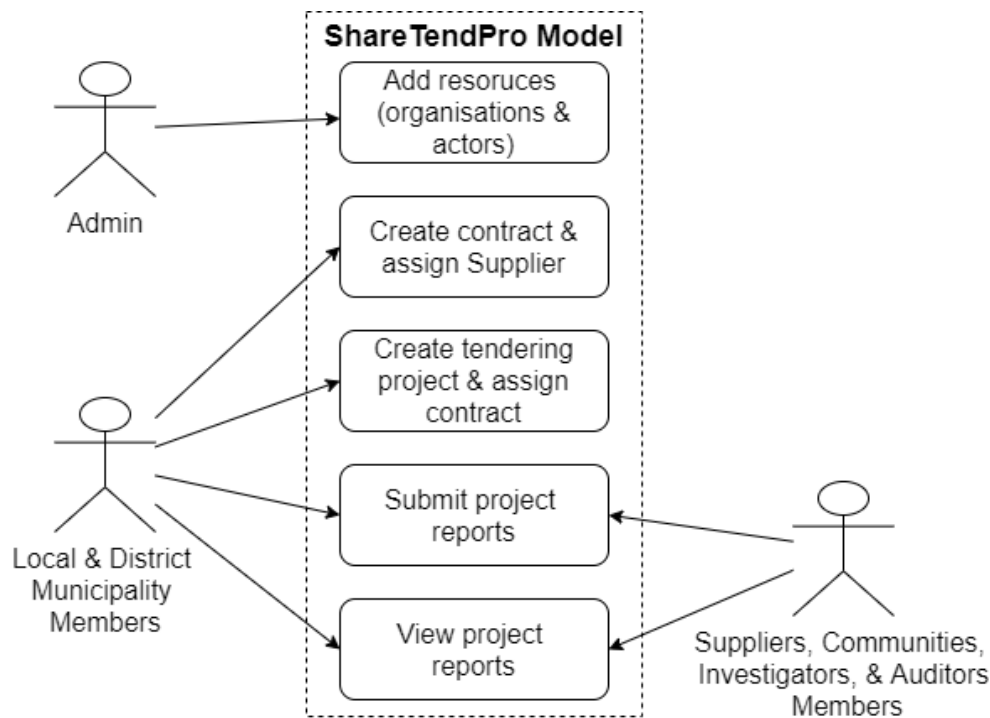 ShareTendPro Model
Add resoruces
(organisations &
actors)
Admin
Create contract &
assign Supplier
Create tendering
project & assign
contract
Local & District
Municipality
Members
Submit project
reports
View project
reports
Suppliers, Communities,
Investigators, & Auditors
Members